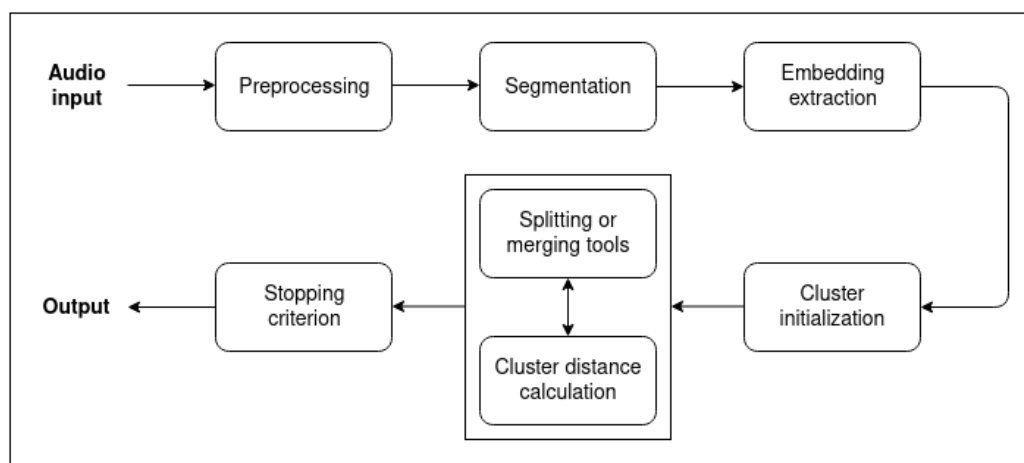 Audio
input
Preprocessing
Segmentation
Embedding
extraction
Splitting or
merging tools
Cluster distance
calculation
Cluster
initialization
Stopping
criterion
Output